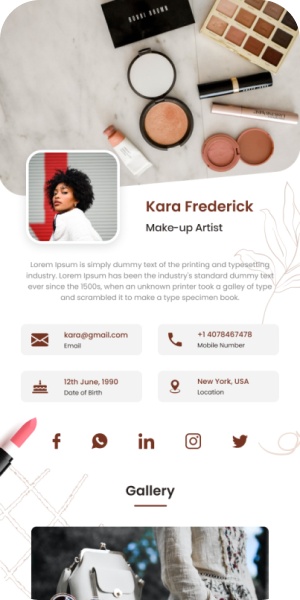 BOBBI BROWN
Kara Frederick
Make-up Artist
Lorem Ipsum is simply dummy text of the printing and typesetting
industry. Lorem Ipsum has been the industry's standard dummy text
ever since the 1500s, when an unknown printer took a galley of type
and scrambled it to make a type specimen book.
kara@gmail.com
Email
+1 4078467478
Mobile Number
12th June, 1990
Date of Birth
New York, USA
Location
Gallery